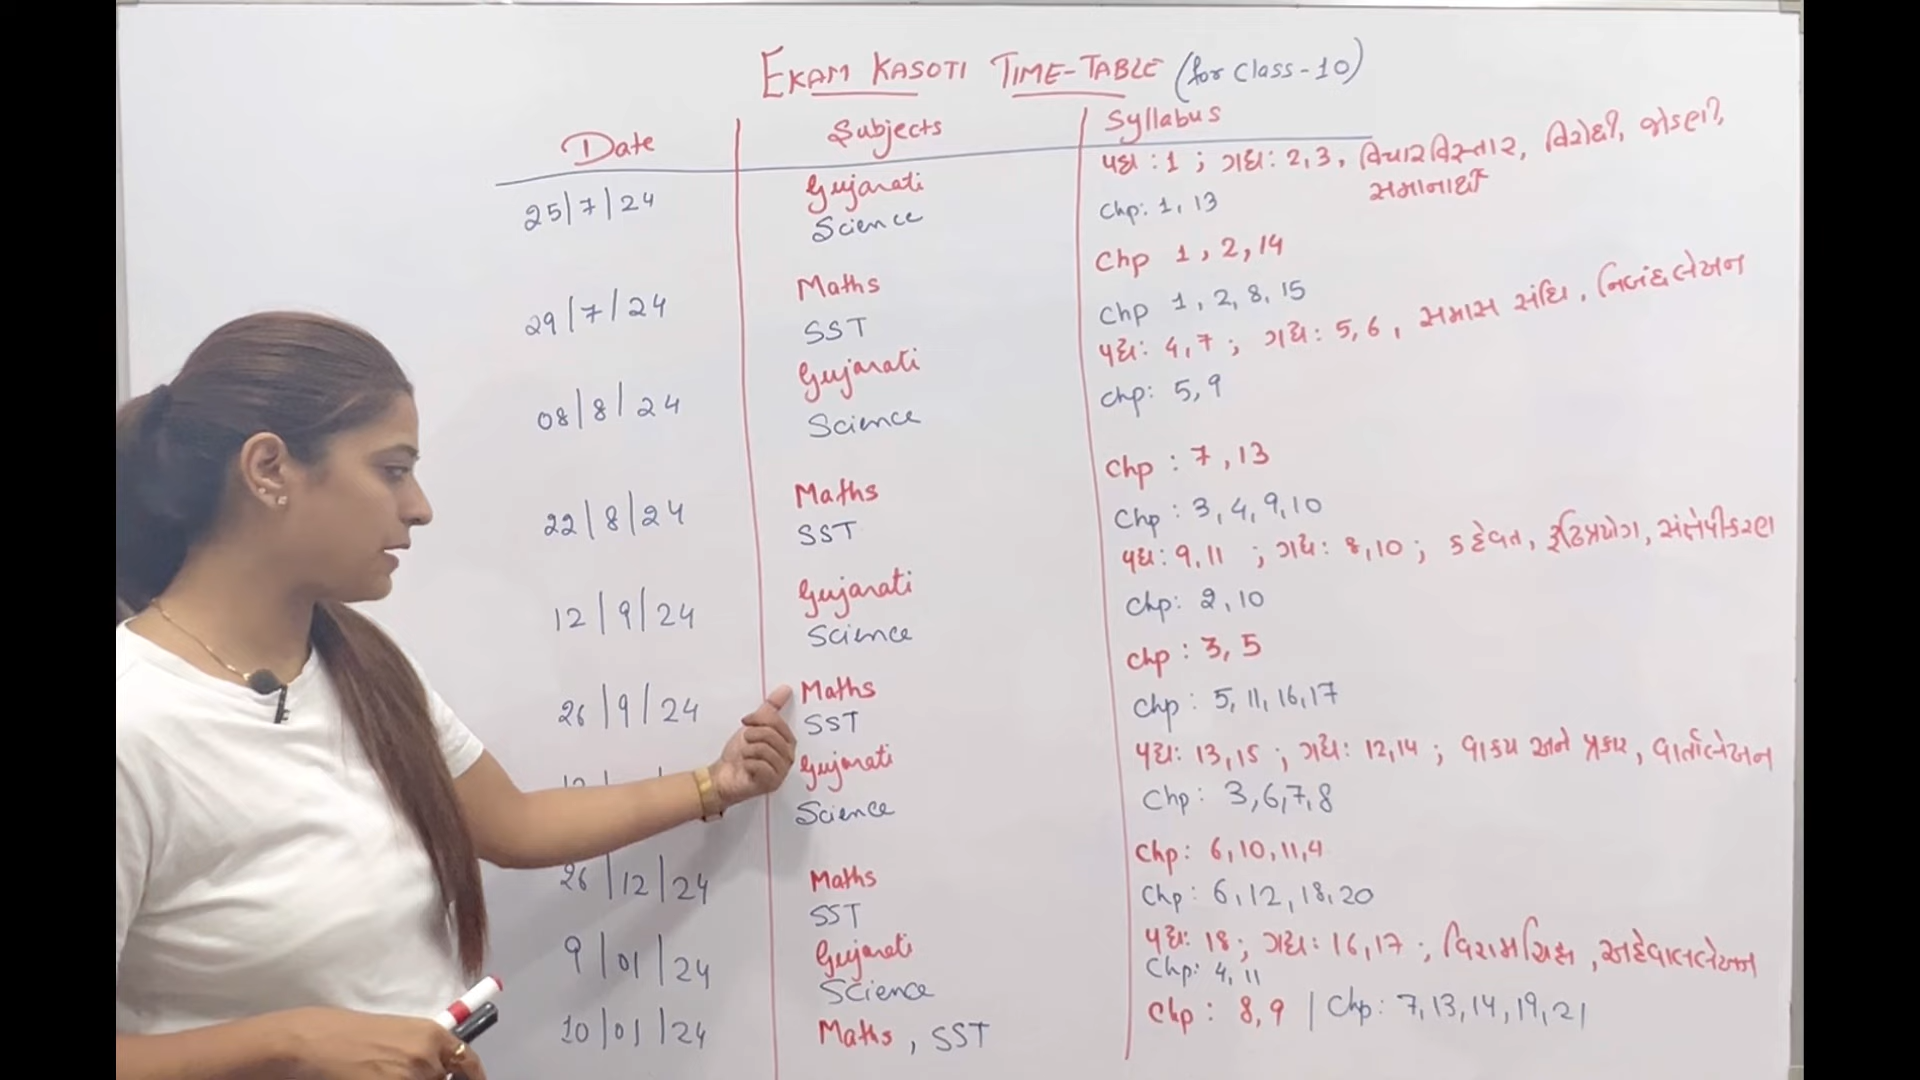 EXAM KASOTI TIME-TABLE (for Class-10)
Date Subjects Syllabus
25/7/24 Gujarati પદ્ય : 1 ; ગદ્ય : 2, 3, વિચારવિસ્તાર, વિરોધી, જોડણી,
સમાનાર્થી
Science Chp: 1, 13
29/7/24 Maths Chp 1, 2, 14
SST Chp 1, 2, 8, 15
08/8/24 Gujarati પદ્ય: 4, 7 ; ગદ્ય : 5, 6 , સમાસ સંધિ , નિબંધલેખન
Science Chp: 5, 9
22/8/24 Maths Chp : 7, 13
SST Chp : 3, 4, 9, 10
12/9/24 Gujarati પદ્ય: 9, 11 ; ગદ્ય : 8, 10 ; કહેવત, રૂઢિપ્રયોગ, સંક્ષેપીકરણ
Science Chp: 2, 10
26/9/24 Maths Chp : 3, 5
SST Chp : 5, 11, 16, 17
Gujarati પદ્ય: 13, 15 ; ગદ્ય: 12, 14 ; વાક્ય અને પ્રકાર , વાર્તાલેખન
Science Chp: 3, 6, 7, 8
26/12/24 Maths Chp: 6, 10, 11, 4
SST Chp: 6, 12, 18, 20
9/01/24 Gujarati પદ્ય: 18 ; ગદ્ય: 16, 17 ; વિરામચિહ્ન , અહેવાલલેખન
Science Chp: 4, 11
10/01/24 Maths, SST Chp: 8, 9 | Chp: 7, 13, 14, 19, 21